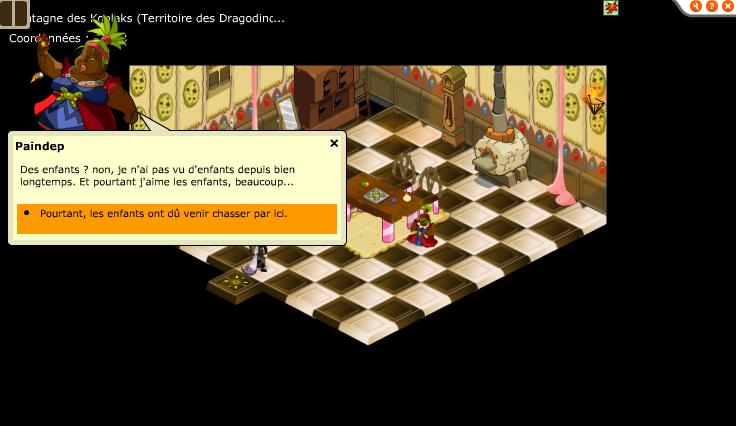 tagne des Koalaks (Territoire des Dragodinc...
Coordonnées :
Paindep
Des enfants ? non, je n'ai pas vu d'enfants depuis bien
longtemps. Et pourtant j'aime les enfants, beaucoup...
Pourtant, les enfants ont dû venir chasser par ici.